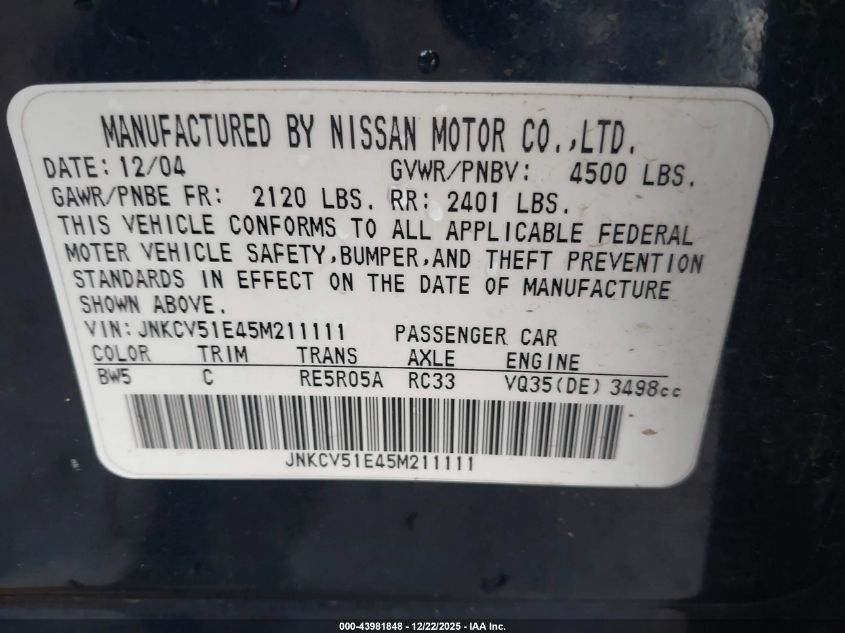 MANUFACTURED BY NISSAN MOTOR CO.,LTD.
DATE: 12/04 GVWR/PNBV: 4500 LBS.
GAWR/PNBE FR: 2120 LBS. RR: 2401 LBS.
THIS VEHICLE CONFORMS TO ALL APPLICABLE FEDERAL
MOTER VEHICLE SAFETY,BUMPER,AND THEFT PREVENTION
STANDARDS IN EFFECT ON THE DATE OF MANUFACTURE
SHOWN ABOVE.
VIN:JNKCV51E45M211111 PASSENGER CAR
COLOR TRIM TRANS AXLE ENGINE
BW5 C RE5R05A RC33 VQ35(DE) 3498cc
JNKCV51E45M211111
000-43981848 - 12/22/2025 - IAA Inc.